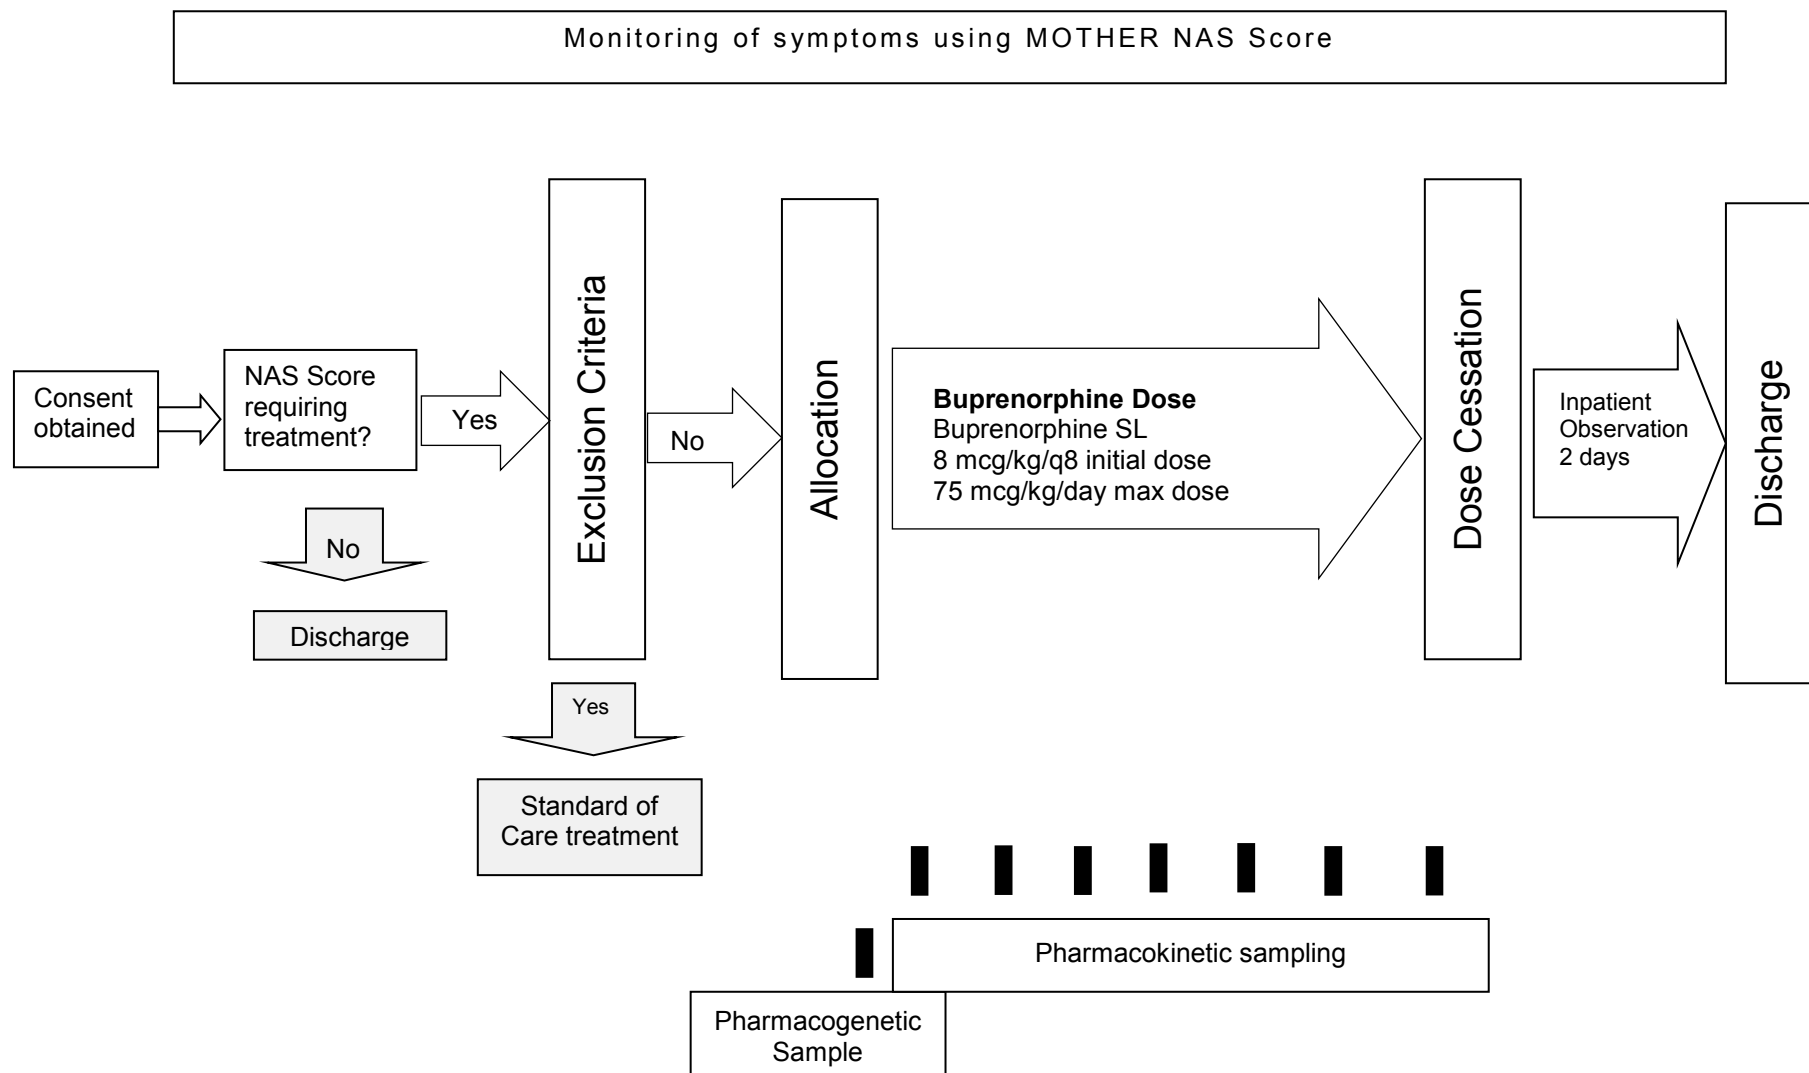 Monitoring of symptoms using MOTHER NAS Score
Consent
obtained
NAS Score
requiring
treatment?
Yes
No
Discharge
Exclusion Criteria
No
Yes
Standard of
Care treatment
Allocation
Buprenorphine Dose
Buprenorphine SL
8 mcg/kg/q8 initial dose
75 mcg/kg/day max dose
Dose Cessation
Inpatient
Observation
2 days
Discharge
Pharmacokinetic sampling
Pharmacogenetic
Sample